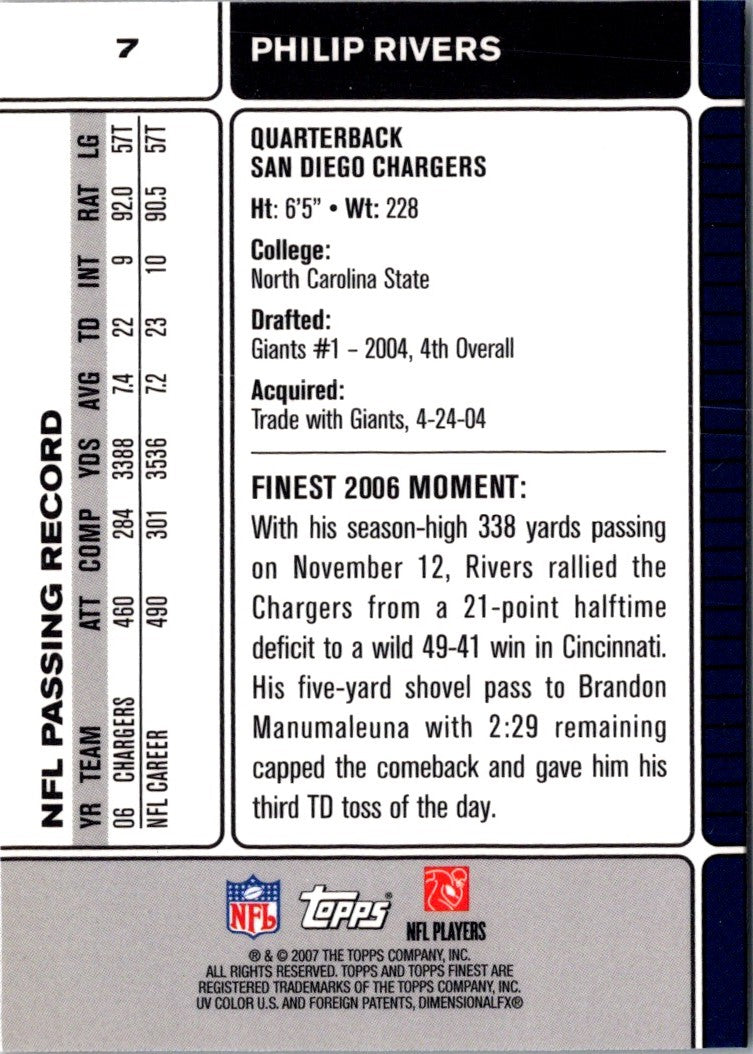 7
PHILIP RIVERS
NFL PASSING RECORD
YR TEAM ATT COMP YDS AVG TD INT RAT LG
06 CHARGERS 460 284 3388 7.4 22 9 92.0 57T
NFL CAREER 490 301 3536 7.2 23 10 90.5 57T
QUARTERBACK
SAN DIEGO CHARGERS
Ht: 6'5" • Wt: 228
College:
North Carolina State
Drafted:
Giants #1 – 2004, 4th Overall
Acquired:
Trade with Giants, 4-24-04
FINEST 2006 MOMENT:
With his season-high 338 yards passing
on November 12, Rivers rallied the
Chargers from a 21-point halftime
deficit to a wild 49-41 win in Cincinnati.
His five-yard shovel pass to Brandon
Manumaleuna with 2:29 remaining
capped the comeback and gave him his
third TD toss of the day.
NFL
Topps®
NFL PLAYERS
® & © 2007 THE TOPPS COMPANY, INC.
ALL RIGHTS RESERVED. TOPPS AND TOPPS FINEST ARE
REGISTERED TRADEMARKS OF THE TOPPS COMPANY, INC.
UV COLOR U.S. AND FOREIGN PATENTS, DIMENSIONALFX®